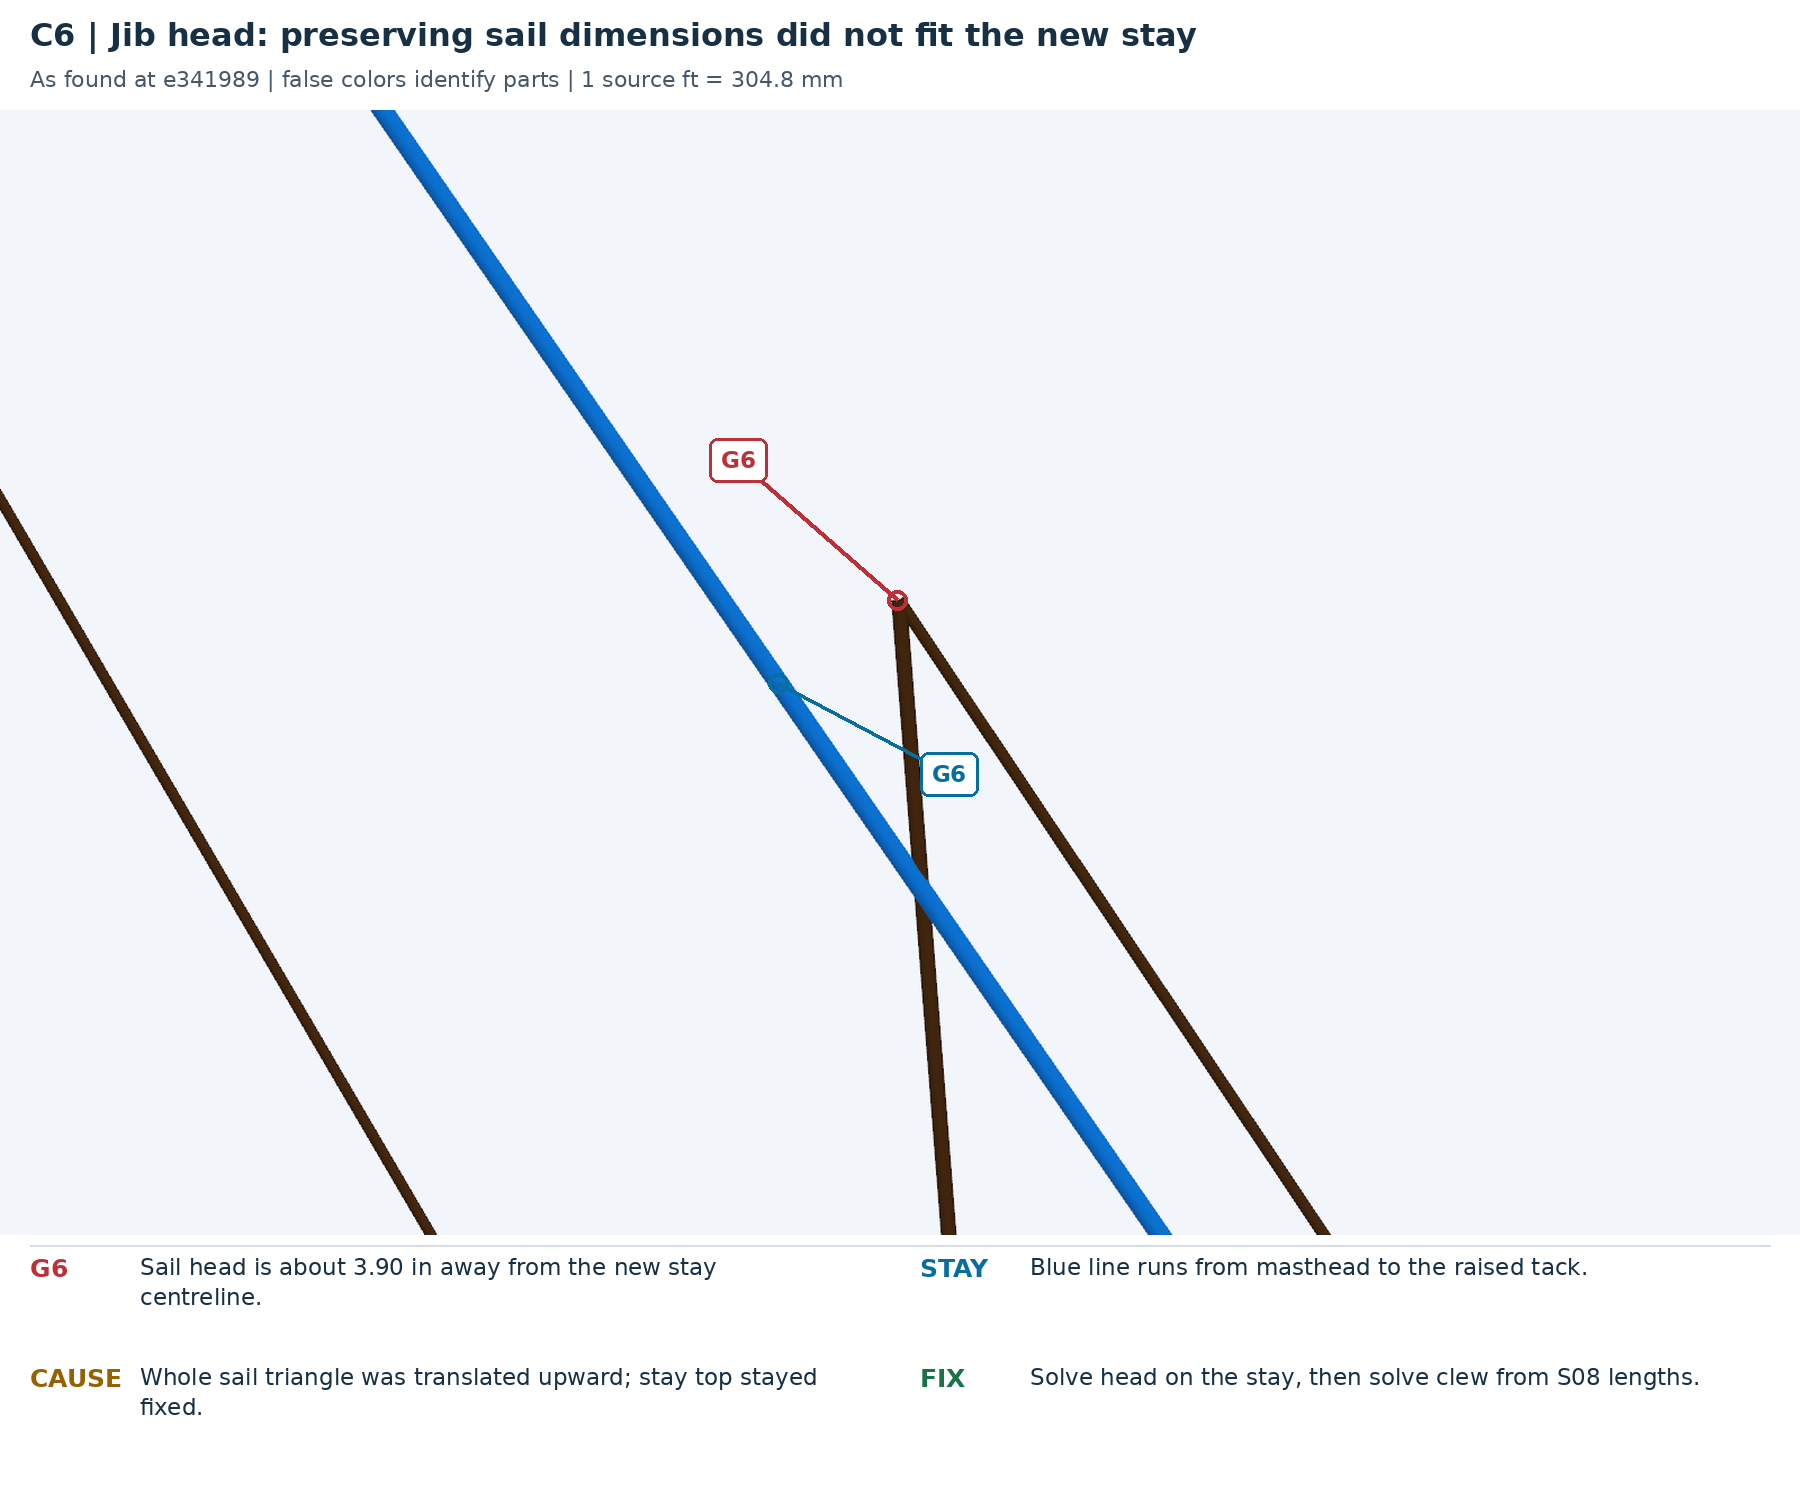 C6 | Jib head: preserving sail dimensions did not fit the new stay
As found at e341989 | false colors identify parts | 1 source ft = 304.8 mm
G6
G6
G6 Sail head is about 3.90 in away from the new stay
centreline.
STAY Blue line runs from masthead to the raised tack.
CAUSE Whole sail triangle was translated upward; stay top stayed
fixed.
FIX Solve head on the stay, then solve clew from S08 lengths.